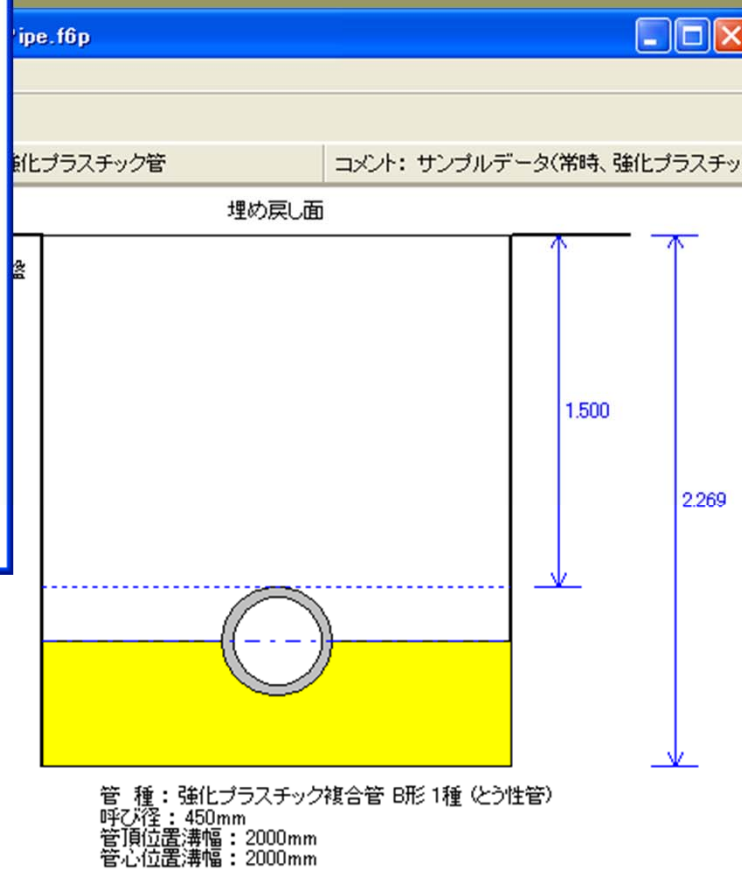 ipe.f6p
強化プラスチック管
コメント: サンプルデータ(常時、強化プラスチッ
埋め戻し面
盤
1.500
2.269
管 種：強化プラスチック複合管 B形 1種 (とう性管)
呼び径：450mm
管頂位置溝幅：2000mm
管心位置溝幅：2000mm